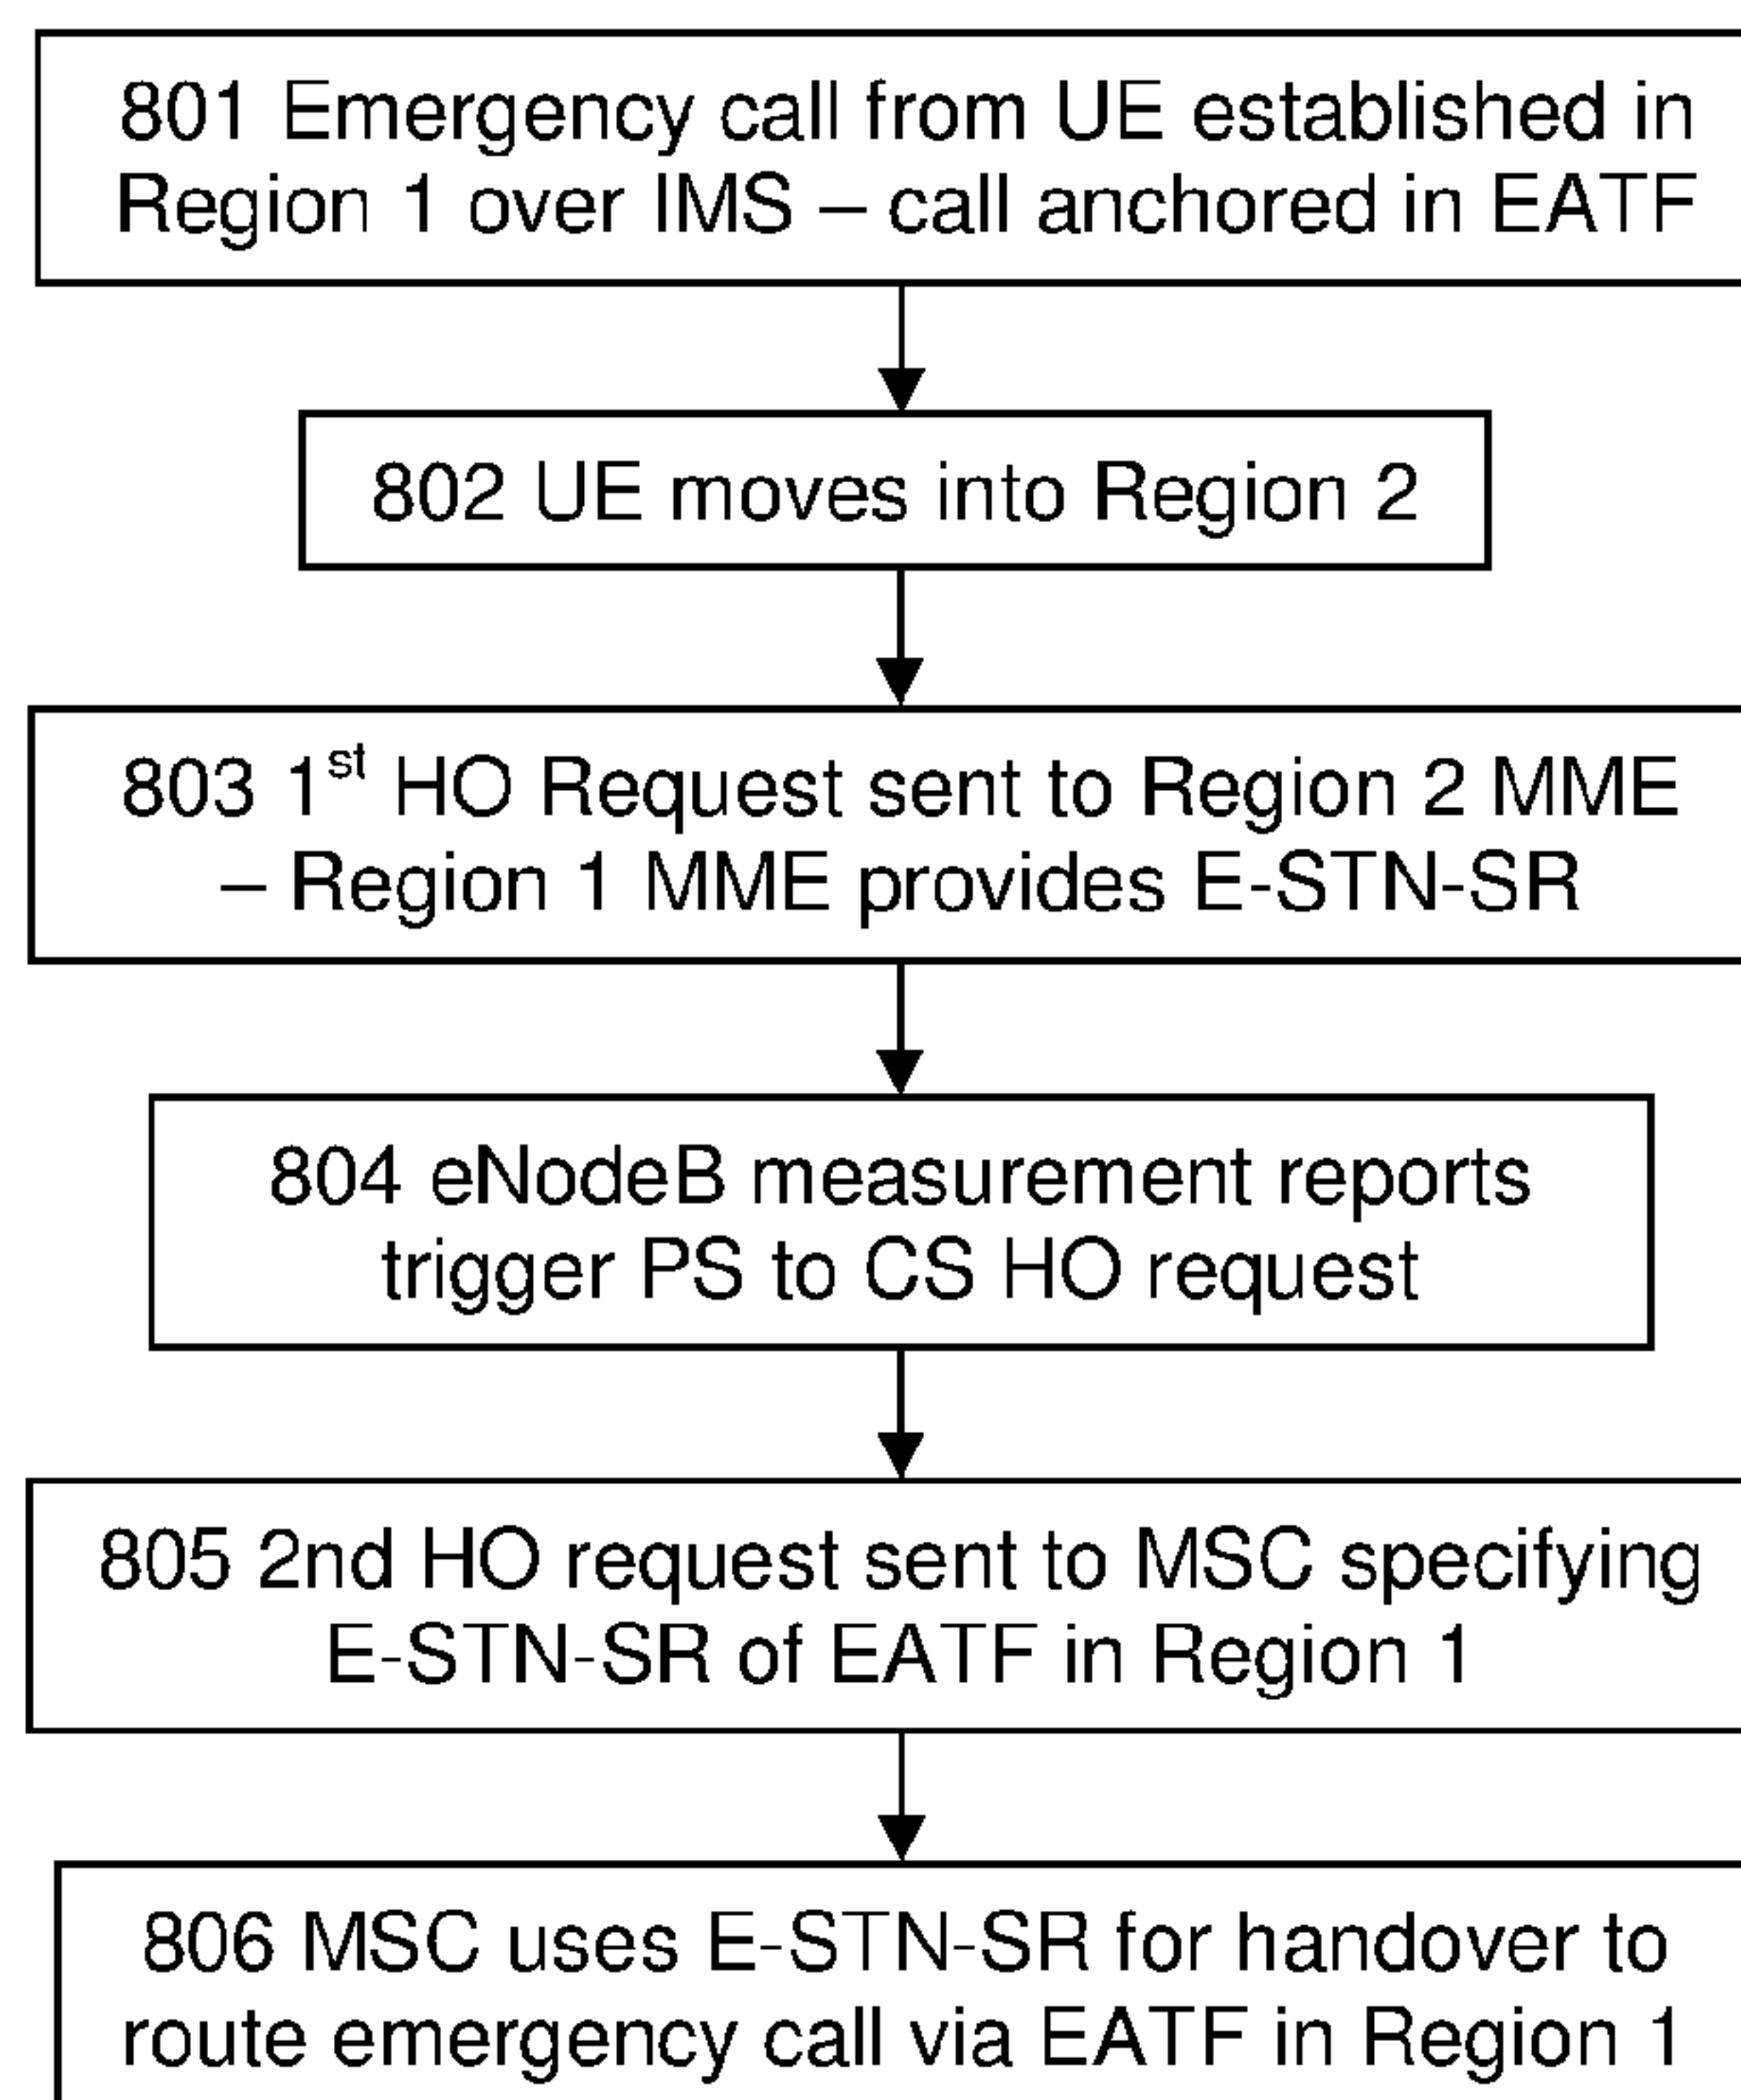 801 Emergency call from UE established in
Region 1 over IMS – call anchored in EATF
802 UE moves into Region 2
803 1st HO Request sent to Region 2 MME
– Region 1 MME provides E-STN-SR
804 eNodeB measurement reports
trigger PS to CS HO request
805 2nd HO request sent to MSC specifying
E-STN-SR of EATF in Region 1
806 MSC uses E-STN-SR for handover to
route emergency call via EATF in Region 1